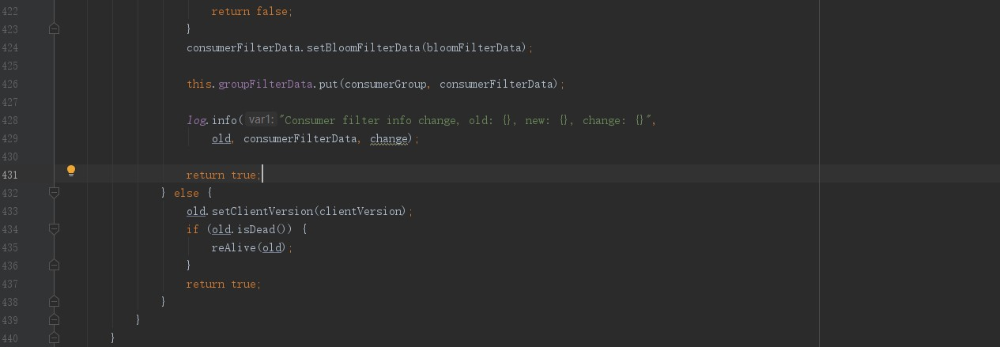 422 return false;
423 }
424 consumerFilterData.setBloomFilterData(bloomFilterData);
425
426 this.groupFilterData.put(consumerGroup, consumerFilterData);
427
428 log.info( var1: "Consumer filter info change, old: {}, new: {}, change: {}",
429 old, consumerFilterData, change);
430
431 return true;
432 } else {
433 old.setClientVersion(clientVersion);
434 if (old.isDead()) {
435 reAlive(old);
436 }
437 return true;
438 }
439 }
440 }